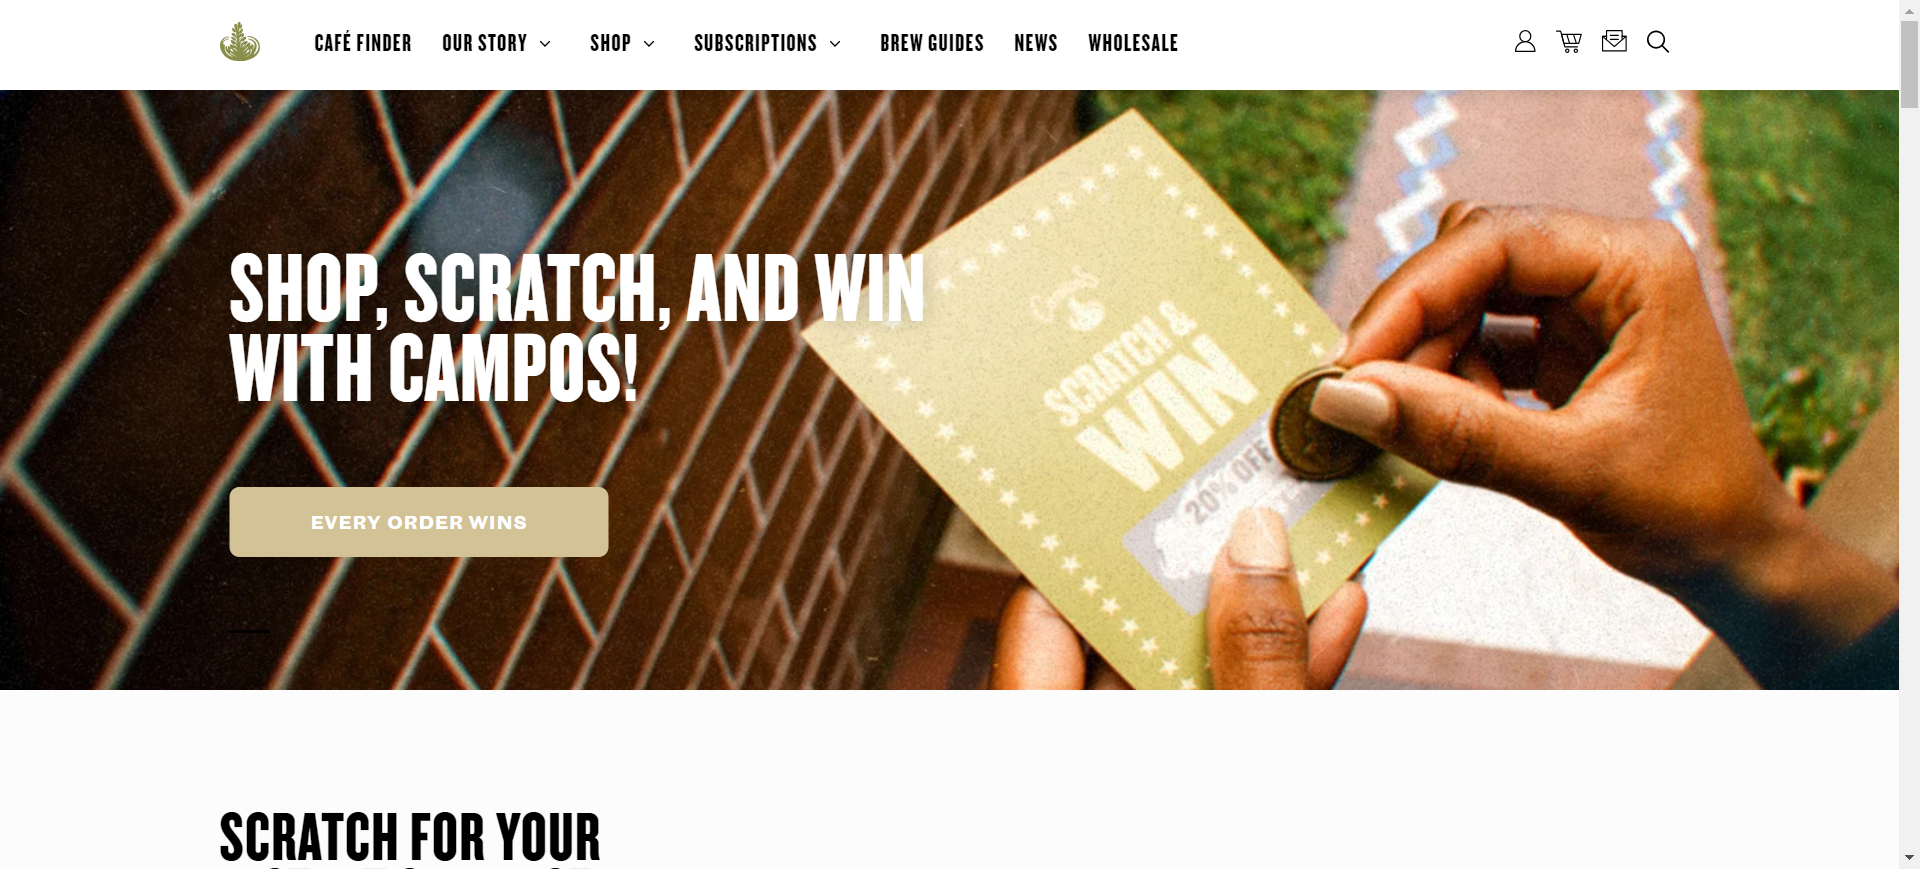 CAFÉ FINDER
OUR STORY
SHOP
SUBSCRIPTIONS
BREW GUIDES
NEWS
WHOLESALE
SHOP, SCRATCH, AND WIN
WITH CAMPOS!
EVERY ORDER WINS
SCRATCH &
WIN
20% OFF
SCRATCH FOR YOUR